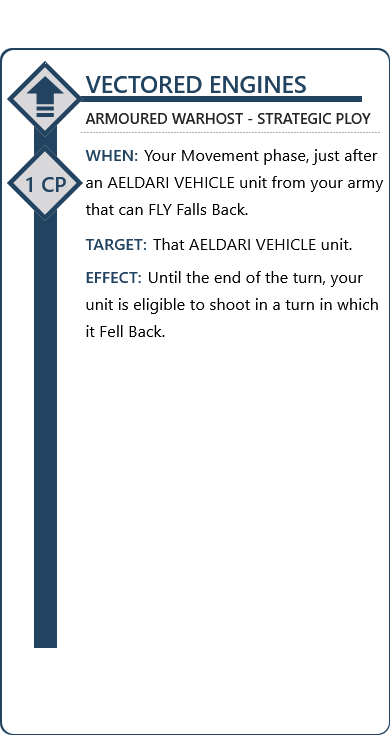 VECTORED ENGINES
ARMOURED WARHOST - STRATEGIC PLOY
1 CP
WHEN: Your Movement phase, just after
an AELDARI VEHICLE unit from your army
that can FLY Falls Back.
TARGET: That AELDARI VEHICLE unit.
EFFECT: Until the end of the turn, your
unit is eligible to shoot in a turn in which
it Fell Back.